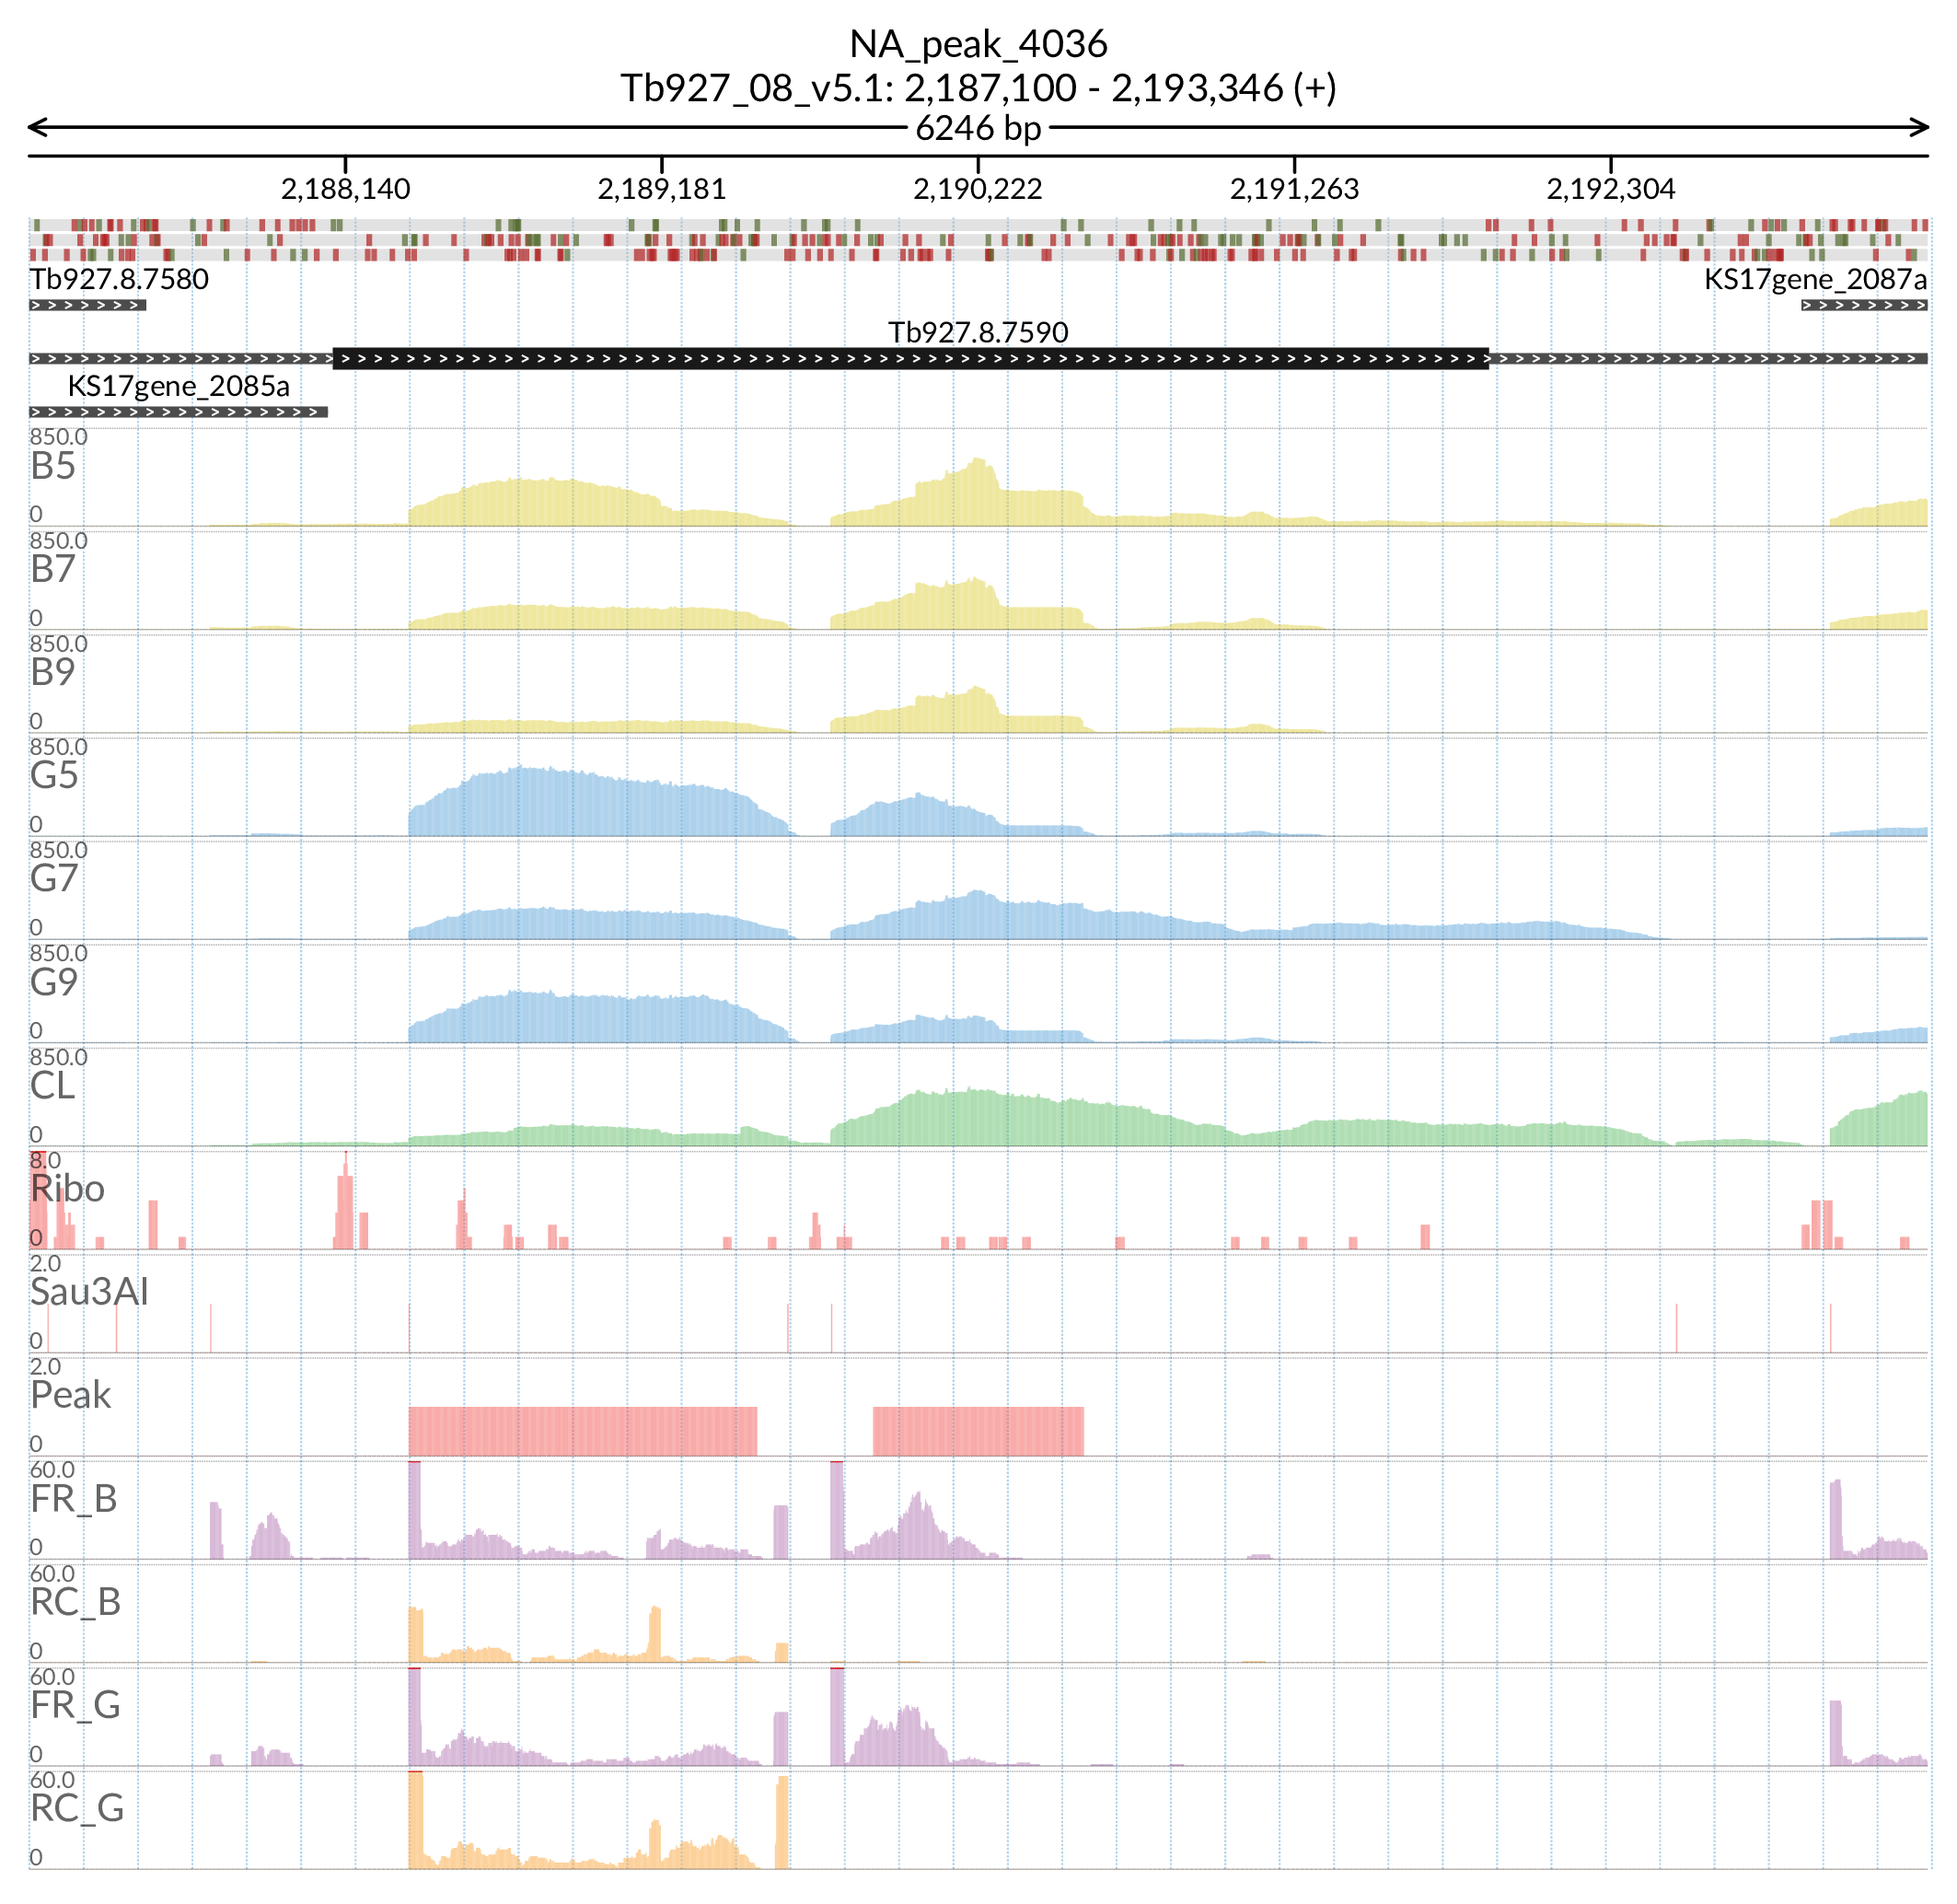 NA_peak_4036
Tb927_08_v5.1: 2,187,100 - 2,193,346 (+)
6246 bp
2,188,140 2,189,181 2,190,222 2,191,263 2,192,304
Tb927.8.7580 KS17gene_2087a
Tb927.8.7590
KS17gene_2085a
850.0
B5
0
850.0
B7
0
850.0
B9
0
850.0
G5
0
850.0
G7
0
850.0
G9
0
850.0
CL
0
8.0
Ribo
0
2.0
Sau3AI
0
2.0
Peak
0
60.0
FR_B
0
60.0
RC_B
0
60.0
FR_G
0
60.0
RC_G
0